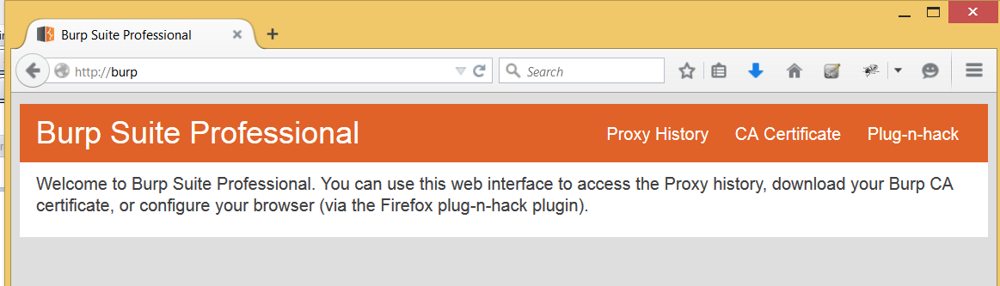 Burp Suite Professional
http://burp
Search
Se
Burp Suite Professional
Proxy History CA Certificate Plug-n-hack
Welcome to Burp Suite Professional. You can use this web interface to access the Proxy history, download your Burp CA
certificate, or configure your browser (via the Firefox plug-n-hack plugin).